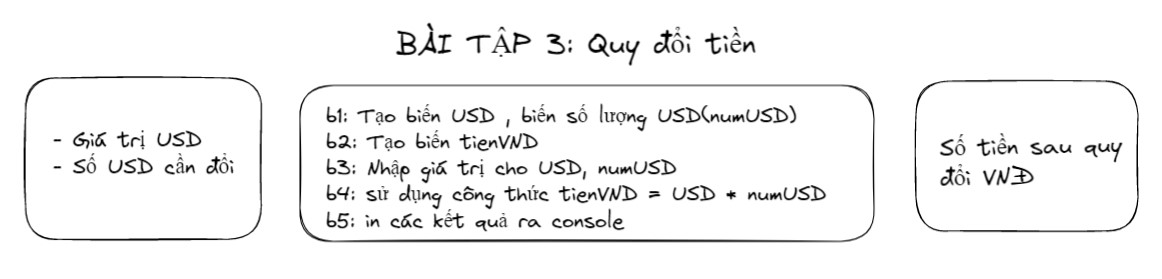 BÀI TẬP 3: Quy đổi tiền
- Giá trị USD
- Số USD cần đổi
b1: Tạo biến USD , biến số lượng USD(numUSD)
b2: Tạo biến tienVND
b3: Nhập giá trị cho USD, numUSD
b4: sử dụng công thức tienVND = USD * numUSD
b5: in các kết quả ra console
Số tiền sau quy
đổi VNĐ